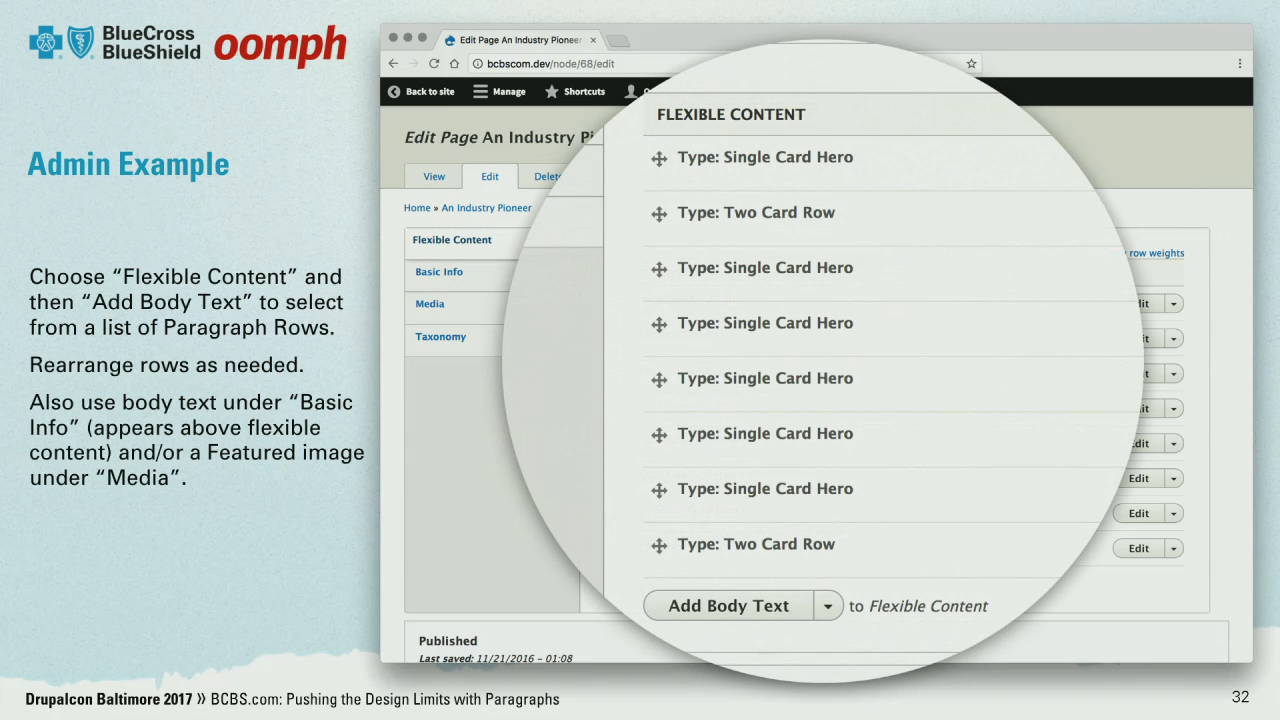 BlueCross
BlueShield
oomph
Admin Example
Choose “Flexible Content” and
then “Add Body Text” to select
from a list of Paragraph Rows.
Rearrange rows as needed.
Also use body text under “Basic
Info” (appears above flexible
content) and/or a Featured image
under “Media”.
Edit Page An Industry Pioneer
bcbscom.dev/node/68/edit
Back to site Manage Shortcuts
Edit Page An Industry Pi
View Edit Delet
Home » An Industry Pioneer
Flexible Content
Basic Info
Media
Taxonomy
row weights
FLEXIBLE CONTENT
Type: Single Card Hero
Type: Two Card Row
Type: Single Card Hero
Type: Single Card Hero
Type: Single Card Hero
Type: Single Card Hero
Type: Single Card Hero
Type: Two Card Row
Add Body Text to Flexible Content
dit
it
t
it
dit
Edit
Edit
Edit
Published
Last saved: 11/21/2016 – 01:08
Drupalcon Baltimore 2017 » BCBS.com: Pushing the Design Limits with Paragraphs
32